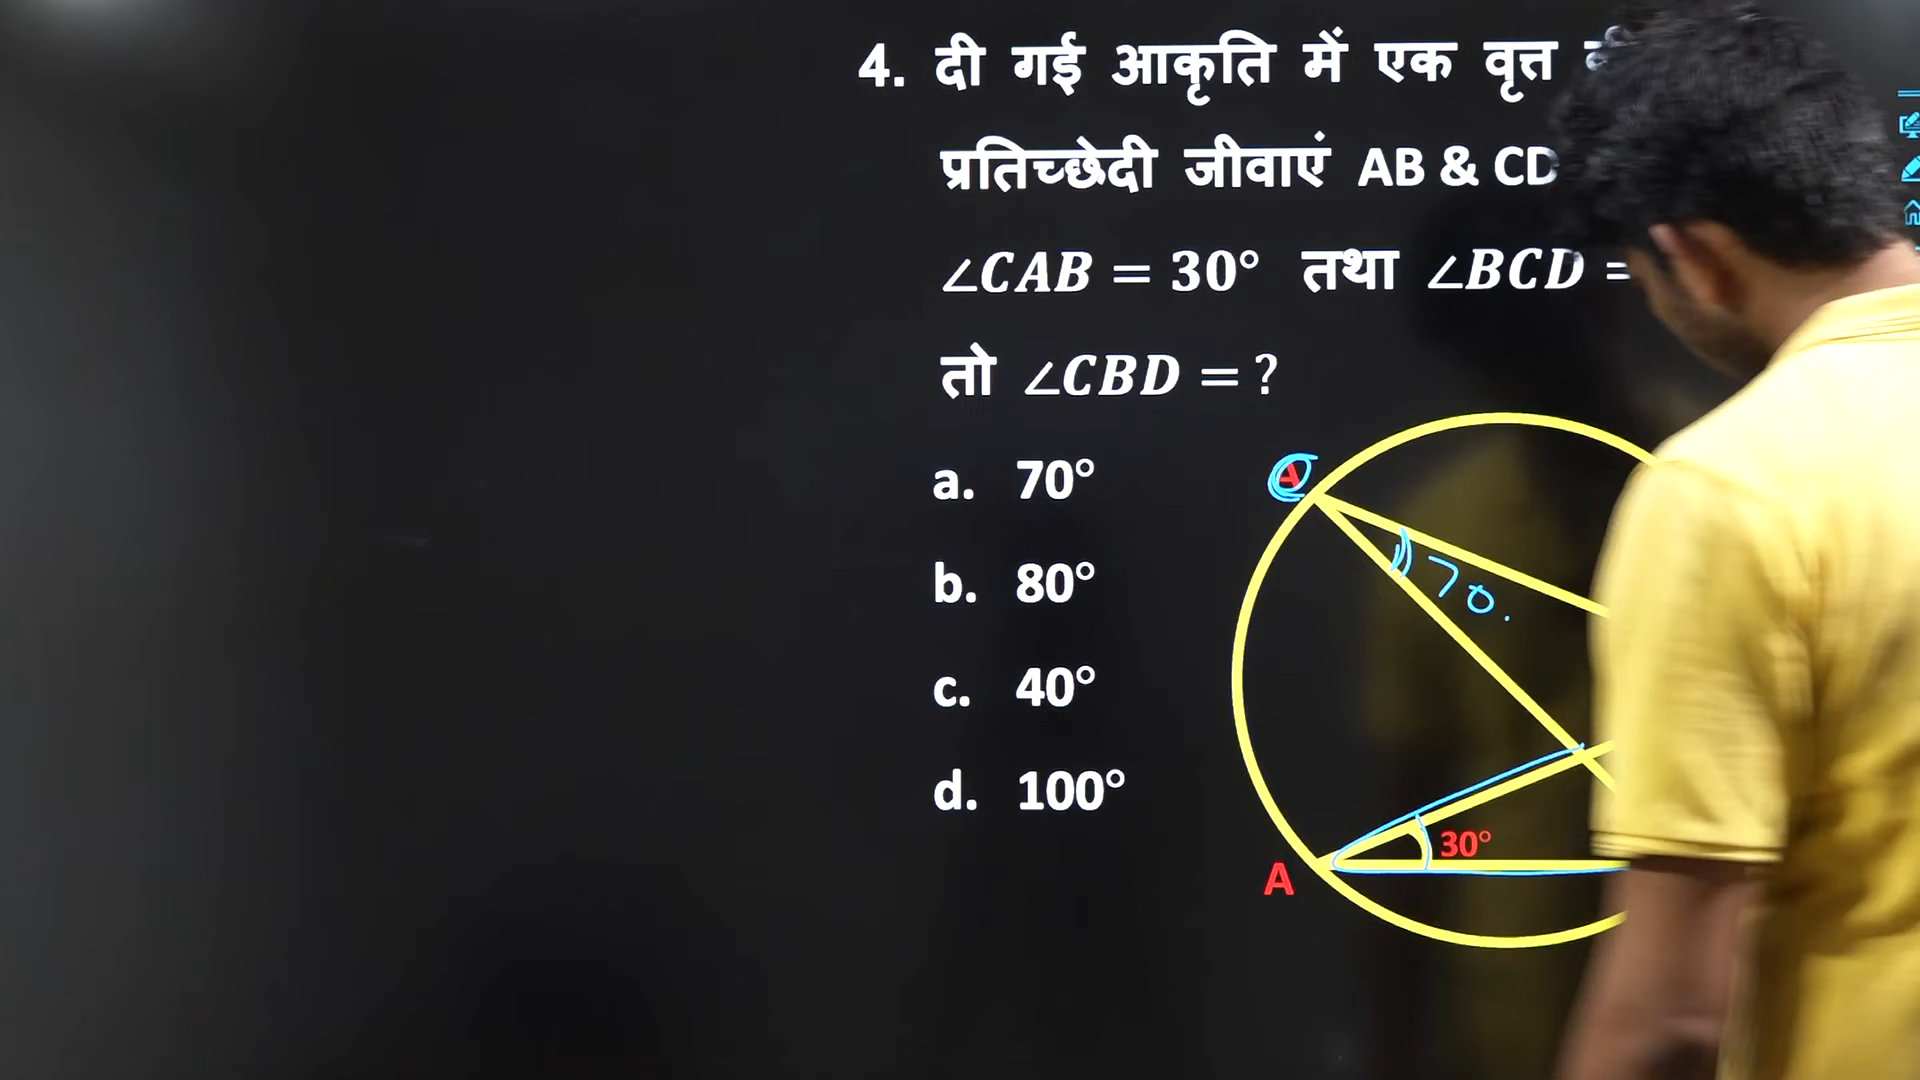 4. दी गई आकृति में एक वृत्त
प्रतिच्छेदी जीवाएं AB & CD
∠CAB = 30° तथा ∠BCD =
तो ∠CBD = ?
a. 70°
b. 80°
c. 40°
d. 100°
70.
30°
A